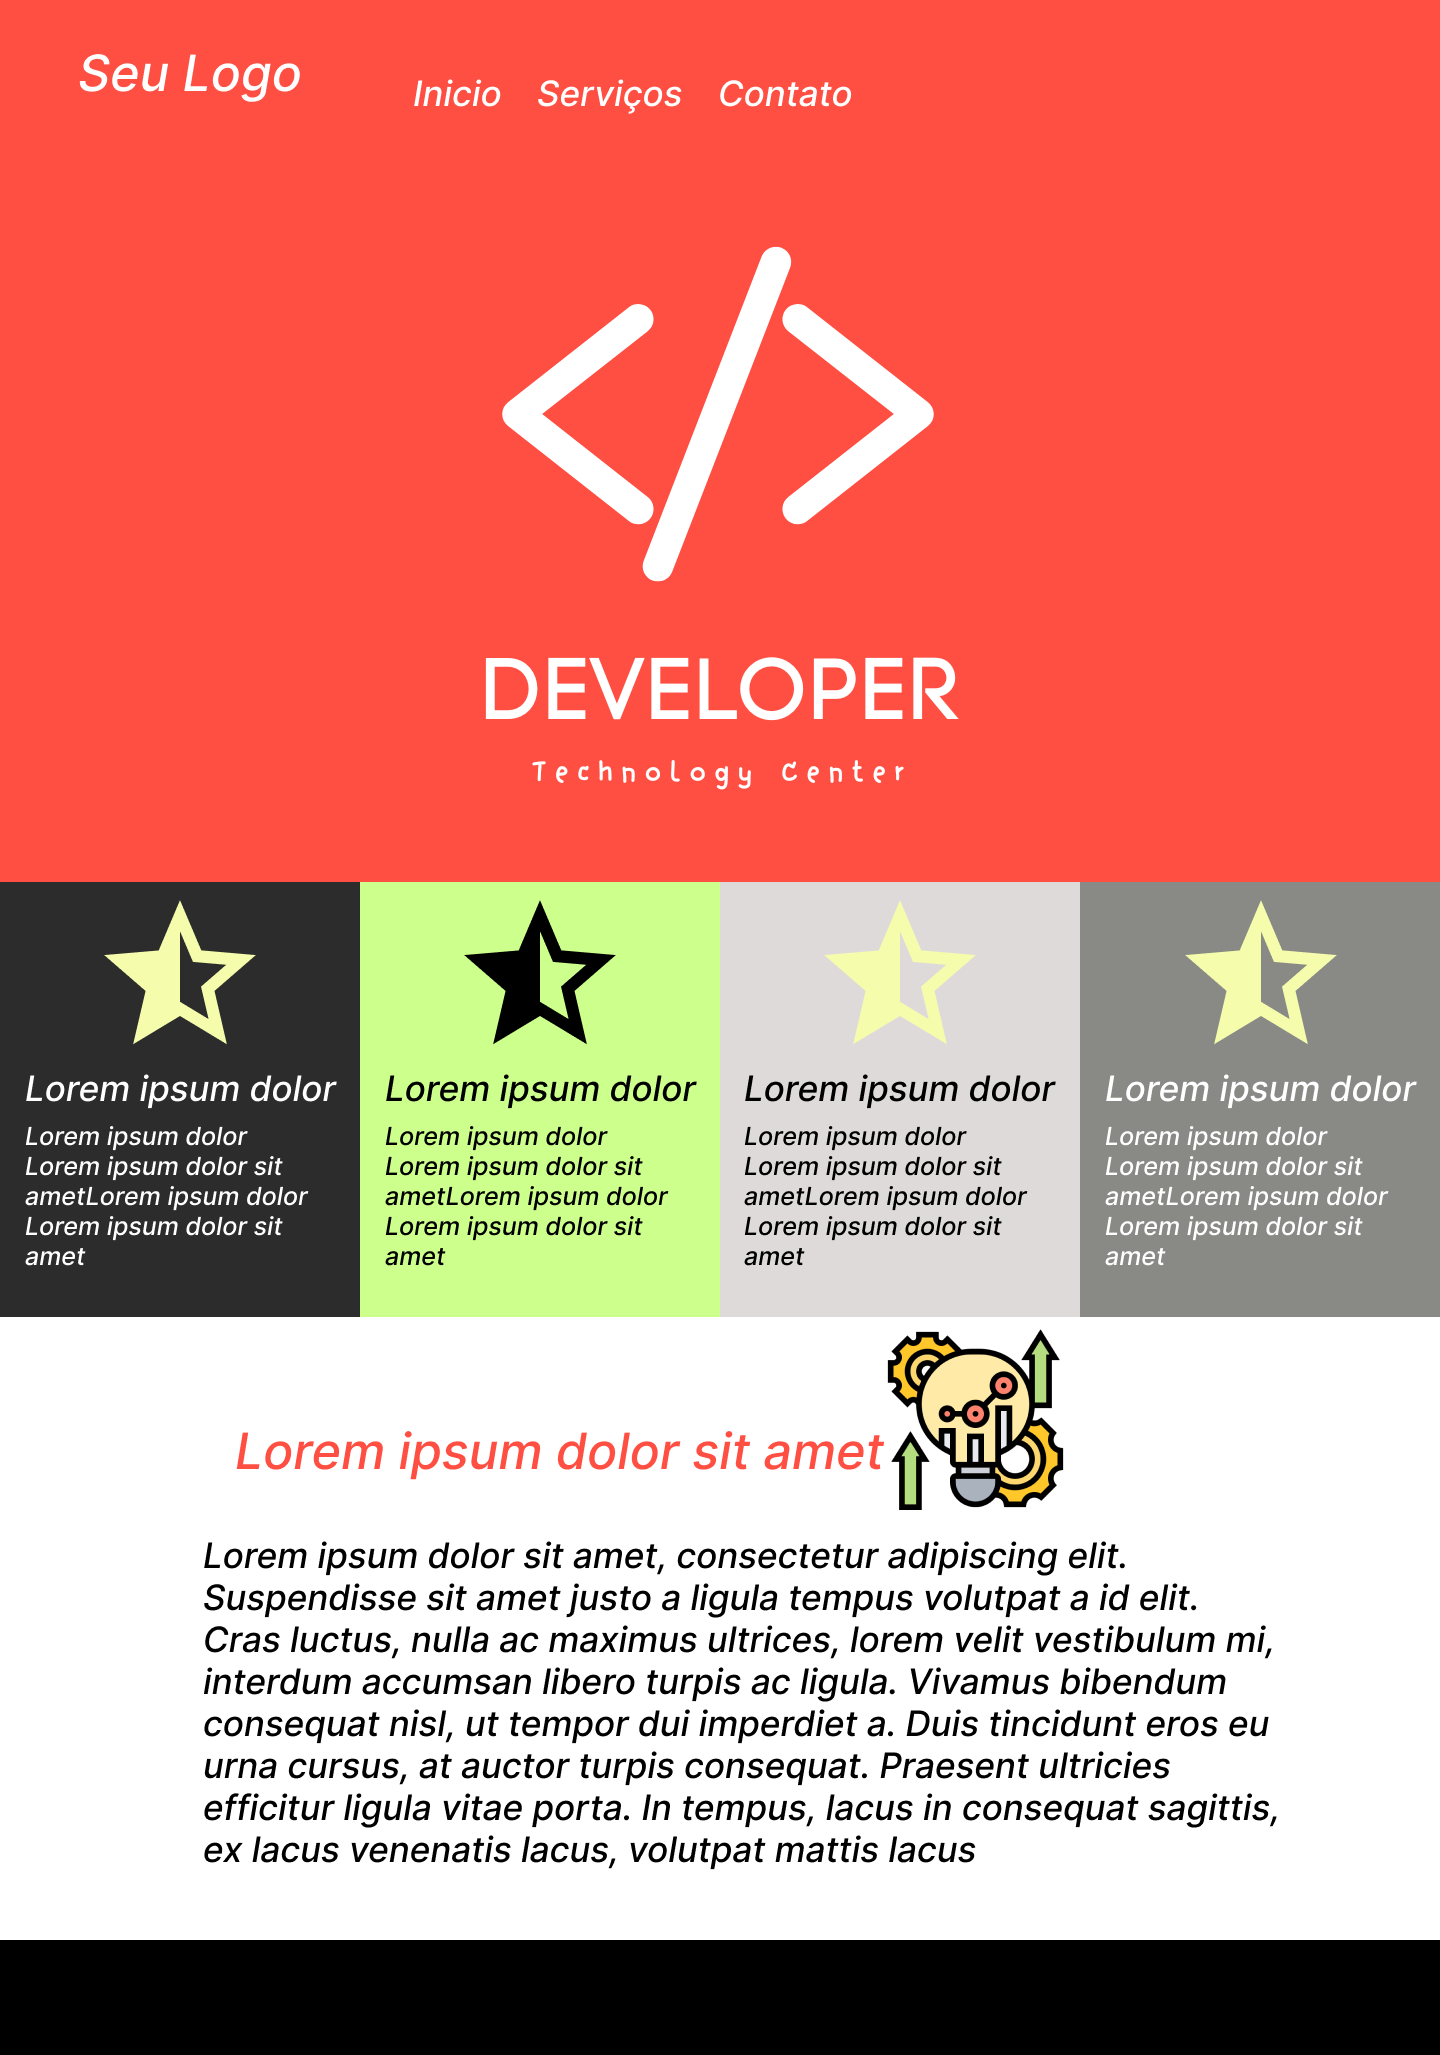 Seu Logo
Inicio Serviços Contato
DEVELOPER
Technology Center
Lorem ipsum dolor
Lorem ipsum dolor
Lorem ipsum dolor sit
ametLorem ipsum dolor
Lorem ipsum dolor sit
amet
Lorem ipsum dolor
Lorem ipsum dolor
Lorem ipsum dolor sit
ametLorem ipsum dolor
Lorem ipsum dolor sit
amet
Lorem ipsum dolor
Lorem ipsum dolor
Lorem ipsum dolor sit
ametLorem ipsum dolor
Lorem ipsum dolor sit
amet
Lorem ipsum dolor
Lorem ipsum dolor
Lorem ipsum dolor sit
ametLorem ipsum dolor
Lorem ipsum dolor sit
amet
Lorem ipsum dolor sit amet
Lorem ipsum dolor sit amet, consectetur adipiscing elit.
Suspendisse sit amet justo a ligula tempus volutpat a id elit.
Cras luctus, nulla ac maximus ultrices, lorem velit vestibulum mi,
interdum accumsan libero turpis ac ligula. Vivamus bibendum
consequat nisl, ut tempor dui imperdiet a. Duis tincidunt eros eu
urna cursus, at auctor turpis consequat. Praesent ultricies
efficitur ligula vitae porta. In tempus, lacus in consequat sagittis,
ex lacus venenatis lacus, volutpat mattis lacus